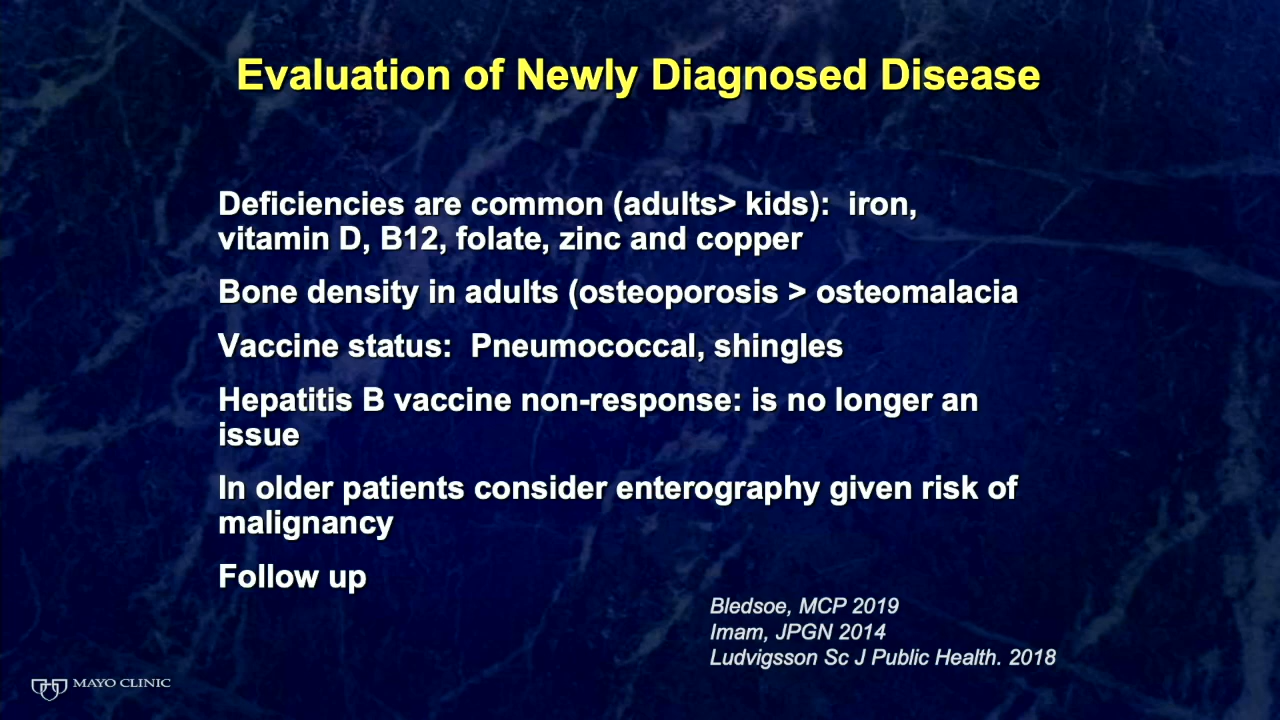 Evaluation of Newly Diagnosed Disease
Deficiencies are common (adults> kids):  iron,
vitamin D, B12, folate, zinc and copper
Bone density in adults (osteoporosis > osteomalacia
Vaccine status:  Pneumococcal, shingles
Hepatitis B vaccine non-response: is no longer an
issue
In older patients consider enterography given risk of
malignancy
Follow up
Bledsoe, MCP 2019
Imam, JPGN 2014
Ludvigsson Sc J Public Health. 2018
MAYO CLINIC